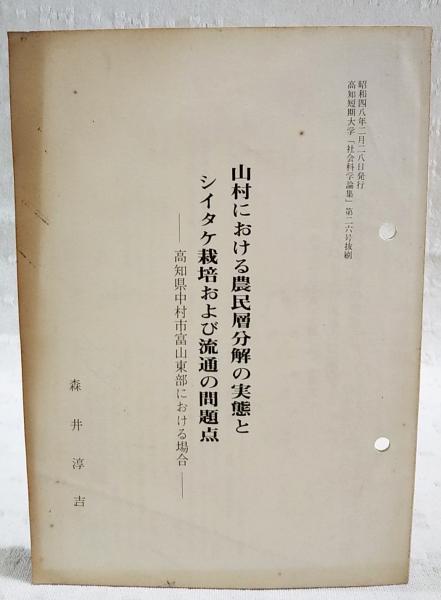 昭和四八年二月二八日発行
高知短期大学「社会科学論集」第二六号抜刷
山村における農民層分解の実態と
シイタケ栽培および流通の問題点
―― 高知県中村市富山東部における場合 ――
森井淳吉